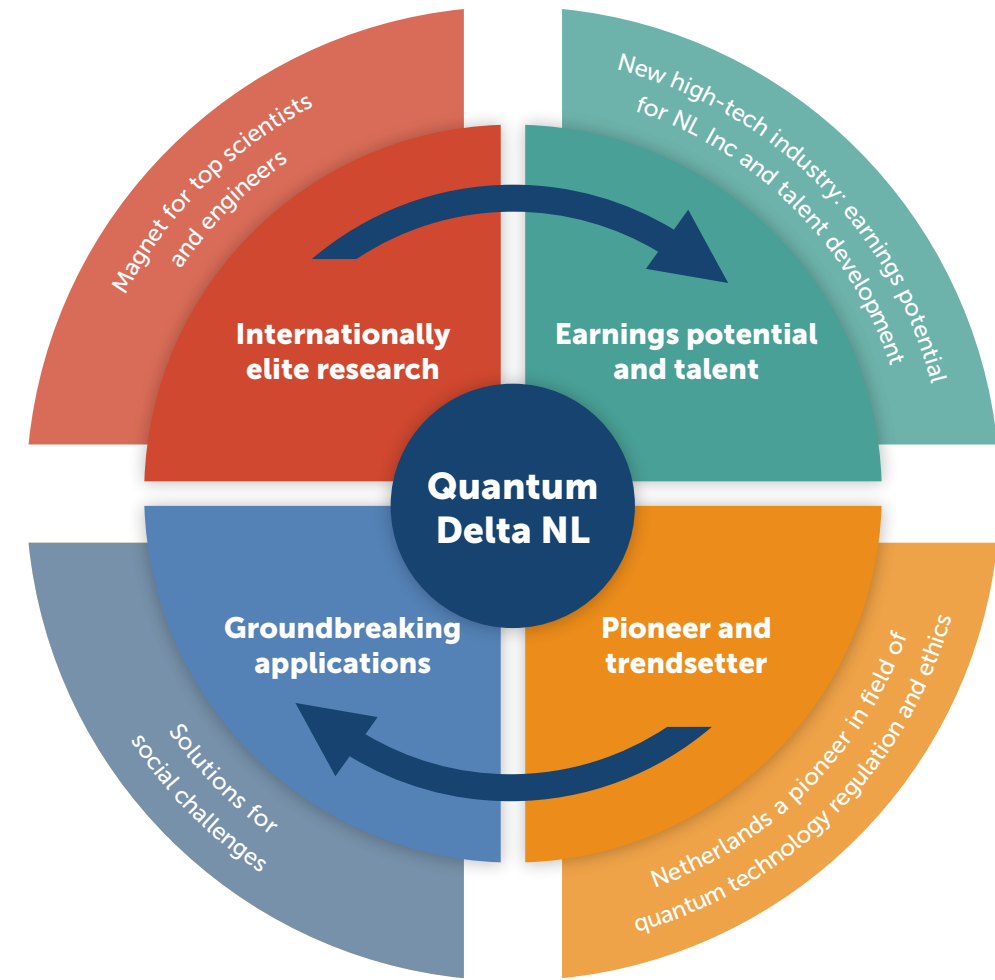 Magnet for top scientists
and engineers
Internationally
elite research
New high-tech industry: earnings potential
for NL Inc and talent development
Earnings potential
and talent
Quantum
Delta NL
Groundbreaking
applications
Solutions for
social challenges
Pioneer and
trendsetter
Netherlands a pioneer in field of
quantum technology regulation and ethics